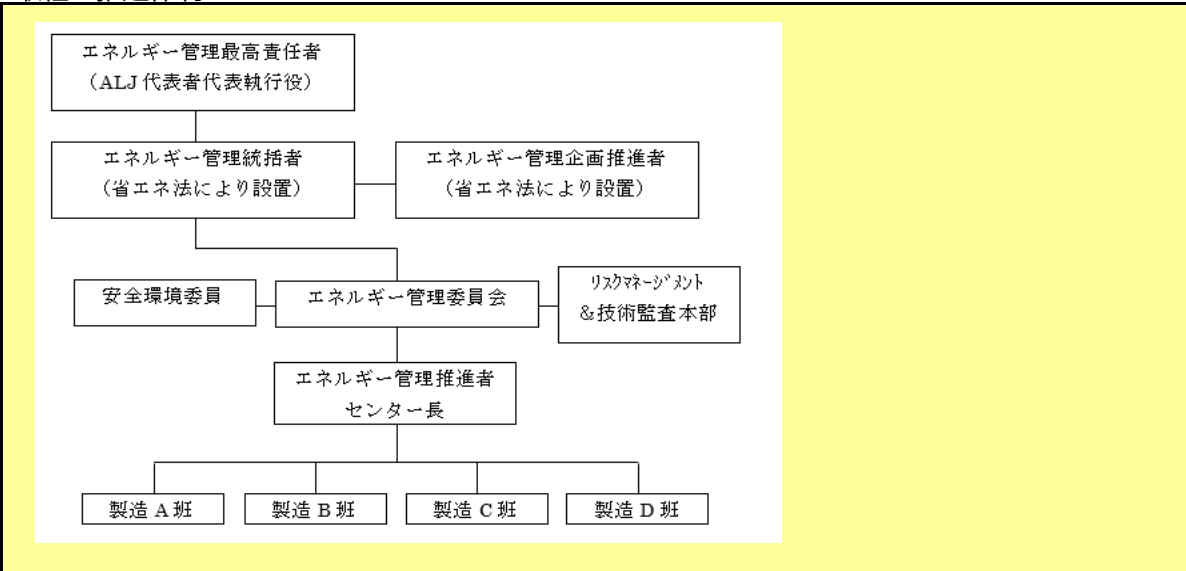 エネルギー管理最高責任者
（ALJ代表者代表執行役）
エネルギー管理統括者
（省エネ法により設置）
エネルギー管理企画推進者
（省エネ法により設置）
安全環境委員
エネルギー管理委員会
ﾘｽｸﾏﾈｰｼﾞﾒﾝﾄ
＆技術監査本部
エネルギー管理推進者
センター長
製造A班
製造B班
製造C班
製造D班